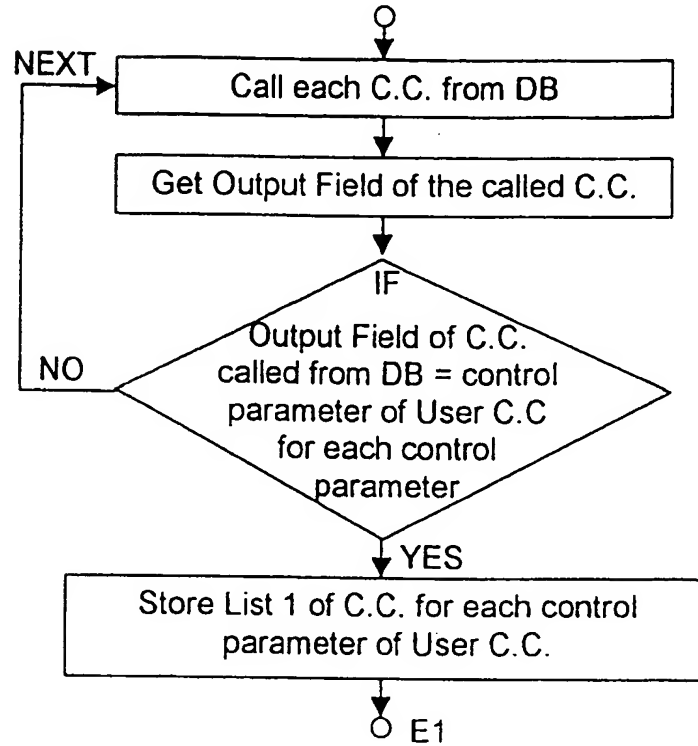 NEXT
Call each C.C. from DB
Get Output Field of the called C.C.
IF
Output Field of C.C.
called from DB = control
parameter of User C.C
for each control
parameter
NO
YES
Store List 1 of C.C. for each control
parameter of User C.C.
E1